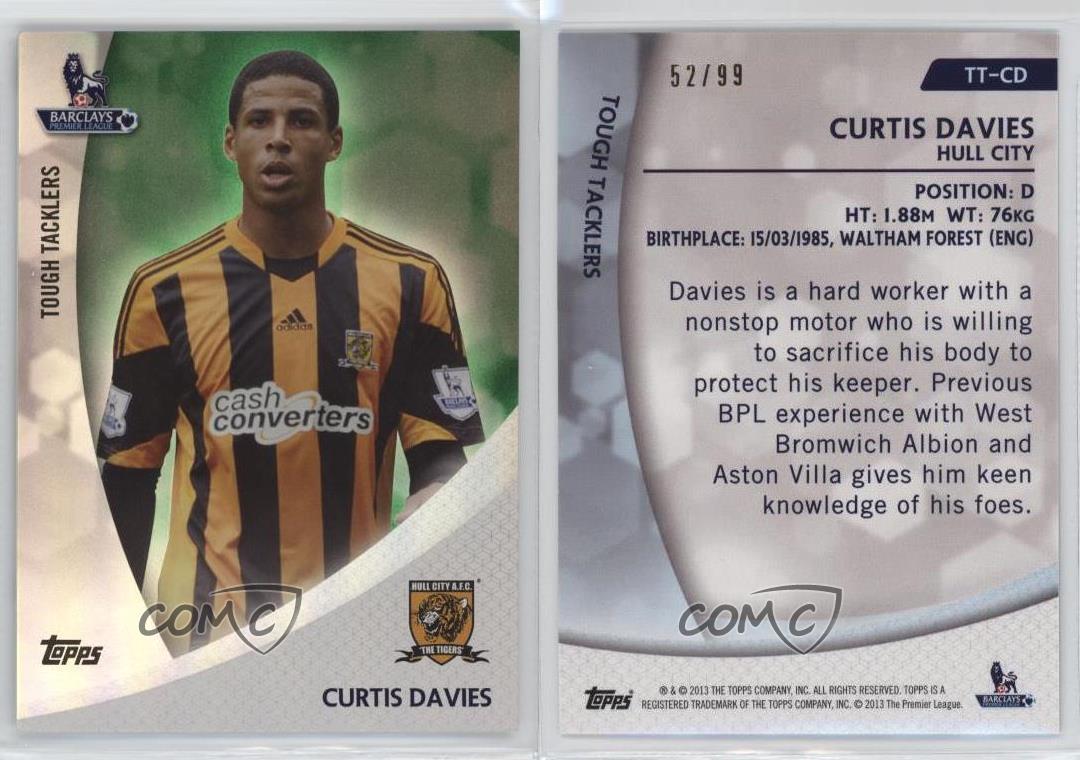 BARCLAYS
PREMIER LEAGUE
TOUGH TACKLERS
adidas
cash
converters
COMC
HULL CITY A.F.C.
'THE TIGERS'
Topps
CURTIS DAVIES
52/99
TT-CD
TOUGH TACKLERS
CURTIS DAVIES
HULL CITY
POSITION: D
HT: 1.88M WT: 76KG
BIRTHPLACE: 15/03/1985, WALTHAM FOREST (ENG)
Davies is a hard worker with a
nonstop motor who is willing
to sacrifice his body to
protect his keeper. Previous
BPL experience with West
Bromwich Albion and
Aston Villa gives him keen
knowledge of his foes.
COMC
Topps
® & © 2013 THE TOPPS COMPANY, INC. ALL RIGHTS RESERVED. TOPPS IS A
REGISTERED TRADEMARK OF THE TOPPS COMPANY, INC. © 2013 The Premier League.
BARCLAYS
PREMIER LEAGUE